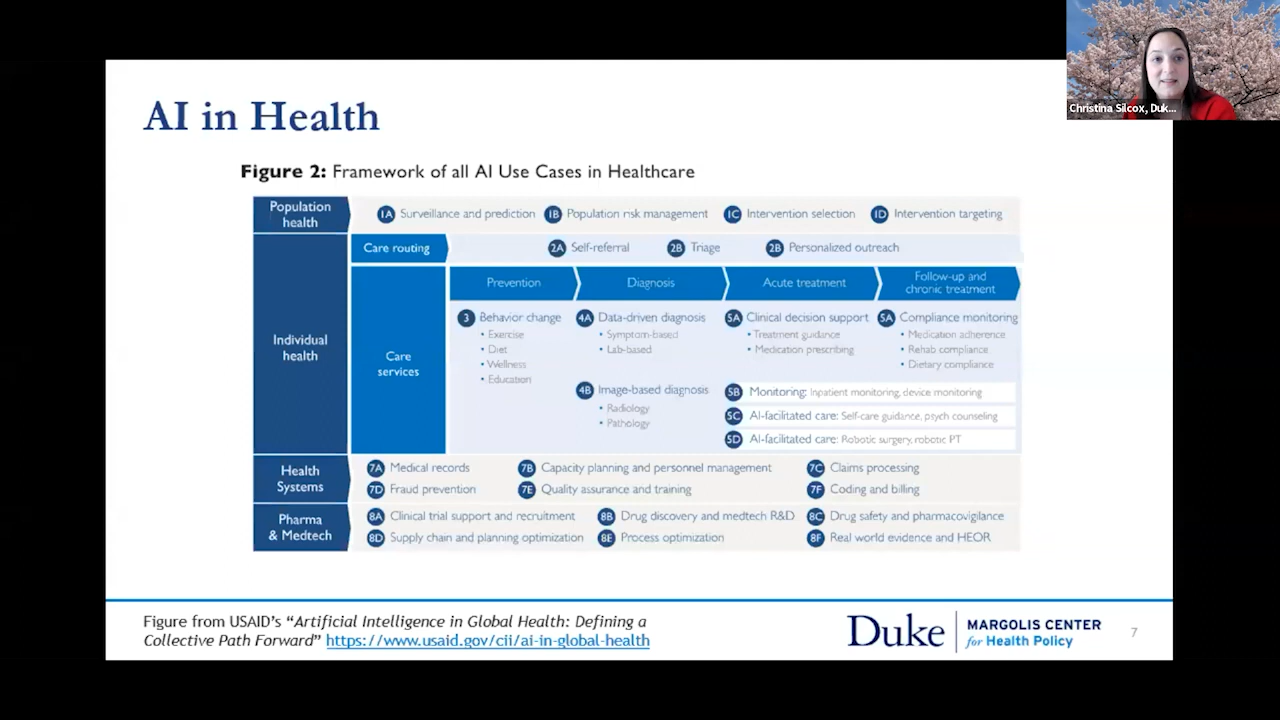 Christina Silcox, Duk...
AI in Health
Figure 2: Framework of all AI Use Cases in Healthcare
Population
health
1A Surveillance and prediction 1B Population risk management 1C Intervention selection 1D Intervention targeting
Individual
health
Care routing
2A Self-referral 2B Triage 2B Personalized outreach
Care
services
Prevention
Diagnosis
Acute treatment
Follow-up and
chronic treatment
3 Behavior change
• Exercise
• Diet
• Wellness
• Education
4A Data-driven diagnosis
• Symptom-based
• Lab-based
4B Image-based diagnosis
• Radiology
• Pathology
5A Clinical decision support
• Treatment guidance
• Medication prescribing
5A Compliance monitoring
• Medication adherence
• Rehab compliance
• Dietary compliance
5B Monitoring: Inpatient monitoring, device monitoring
5C AI-facilitated care: Self-care guidance, psych counseling
5D AI-facilitated care: Robotic surgery, robotic PT
Health
Systems
7A Medical records 7B Capacity planning and personnel management 7C Claims processing
7D Fraud prevention 7E Quality assurance and training 7F Coding and billing
Pharma
& Medtech
8A Clinical trial support and recruitment 8B Drug discovery and medtech R&D 8C Drug safety and pharmacovigilance
8D Supply chain and planning optimization 8E Process optimization 8F Real world evidence and HEOR
Figure from USAID's "Artificial Intelligence in Global Health: Defining a
Collective Path Forward" https://www.usaid.gov/cii/ai-in-global-health
Duke
MARGOLIS CENTER
for Health Policy
7